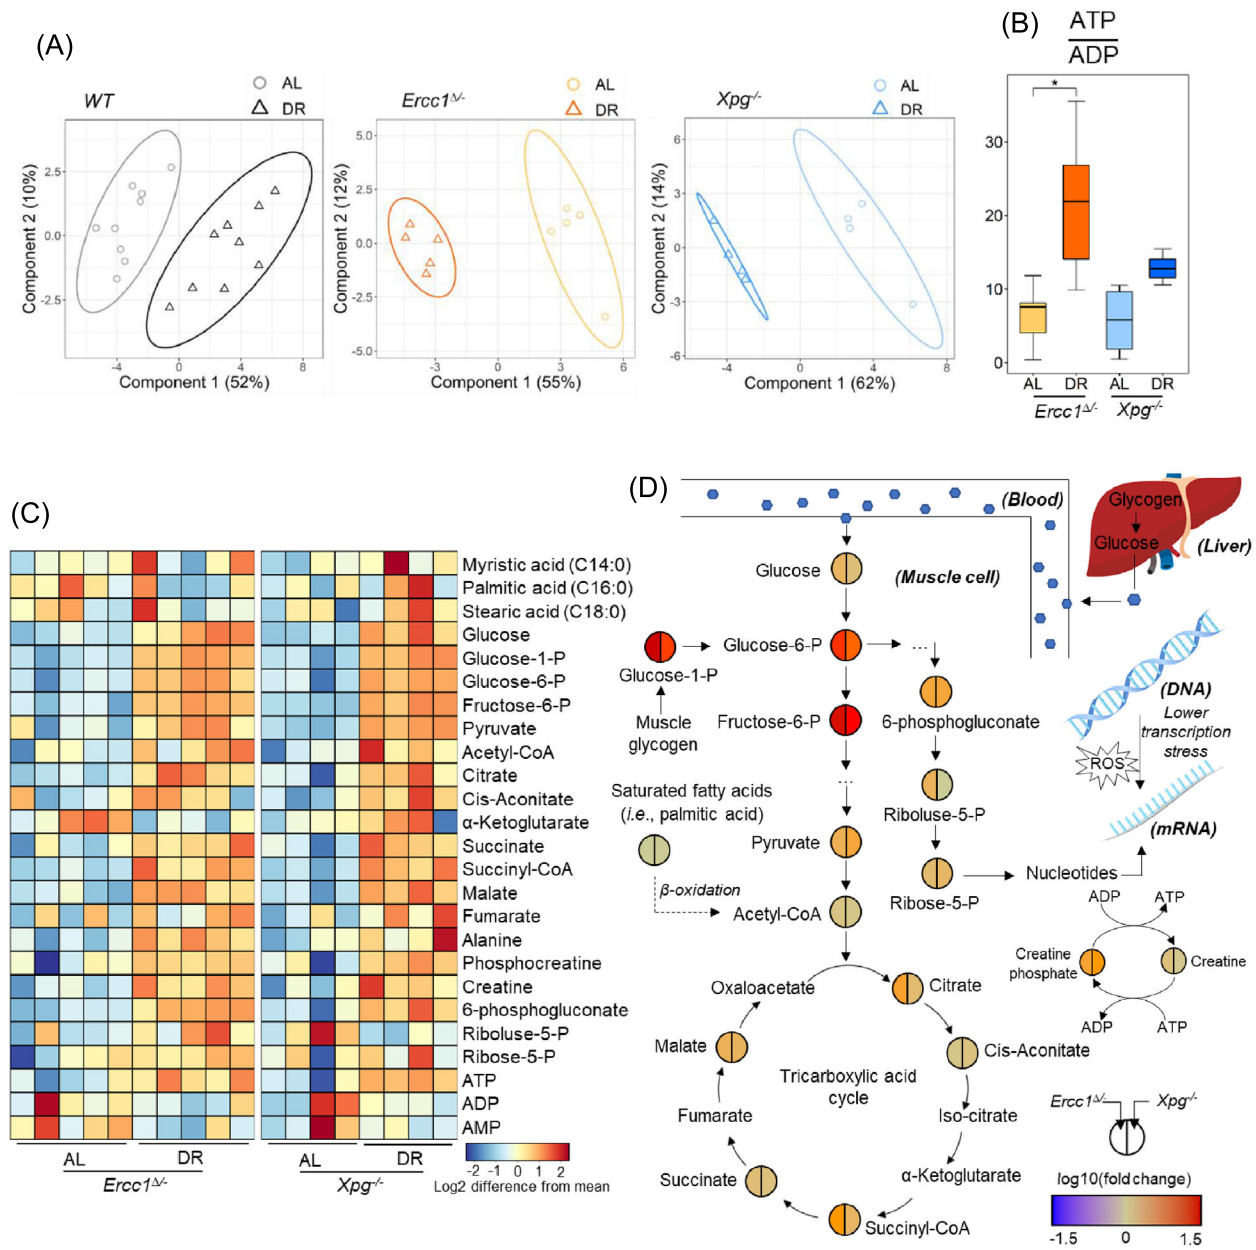 (A)
WT
AL
DR
Component 2 (10%)
2.5
0.0
-2.5
-4
0
4
8
Component 1 (52%)
Ercc1Δ/-
AL
DR
Component 2 (12%)
5.0
2.5
0.0
-2.5
-5.0
-3
0
3
6
Component 1 (55%)
Xpg-/-
AL
DR
Component 2 (14%)
6
3
0
-3
-6
-4
0
4
8
Component 1 (62%)
(B)
ATP
ADP
*
30
20
10
0
AL
DR
AL
DR
Ercc1Δ/-
Xpg-/-
(C)
Myristic acid (C14:0)
Palmitic acid (C16:0)
Stearic acid (C18:0)
Glucose
Glucose-1-P
Glucose-6-P
Fructose-6-P
Pyruvate
Acetyl-CoA
Citrate
Cis-Aconitate
α-Ketoglutarate
Succinate
Succinyl-CoA
Malate
Fumarate
Alanine
Phosphocreatine
Creatine
6-phosphogluconate
Riboluse-5-P
Ribose-5-P
ATP
ADP
AMP
AL
DR
Ercc1Δ/-
AL
DR
Xpg-/-
-2 -1 0 1 2
Log2 difference from mean
(D)
(Blood)
Glycogen
Glucose
(Liver)
Glucose
(Muscle cell)
Glucose-6-P
...
Glucose-1-P
Muscle
glycogen
Fructose-6-P
6-phosphogluconate
...
Saturated fatty acids
(i.e., palmitic acid)
Riboluse-5-P
Pyruvate
β-oxidation
Acetyl-CoA
Ribose-5-P
Nucleotides
(DNA)
Lower
transcription
stress
ROS
(mRNA)
ADP
ATP
Creatine
phosphate
Creatine
ADP
ATP
Oxaloacetate
Citrate
Malate
Cis-Aconitate
Tricarboxylic acid
cycle
Fumarate
Iso-citrate
Succinate
α-Ketoglutarate
Succinyl-CoA
Ercc1Δ/-
Xpg-/-
log10(fold change)
-1.5
0
1.5